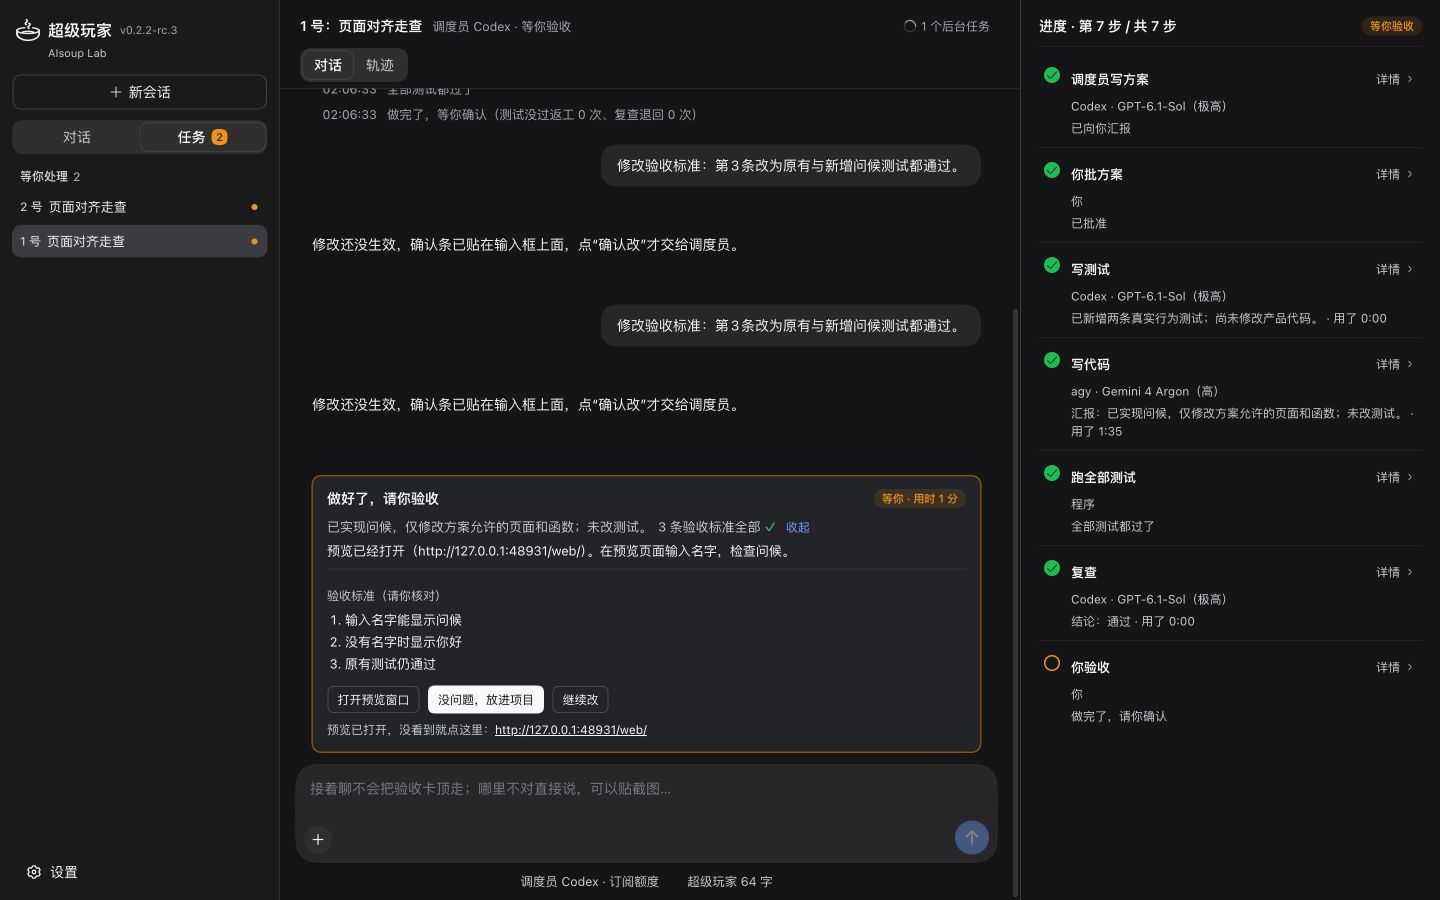 超级玩家 v0.2.2-rc.3
AIsoup Lab
+ 新会话
对话
任务 2
等你处理 2
2 号 页面对齐走查
1 号 页面对齐走查
设置
1 号：页面对齐走查 调度员 Codex · 等你验收
1 个后台任务
对话
轨迹
02:06:33 全部测试都过了
02:06:33 做完了，等你确认（测试没过返工 0 次、复查退回 0 次）
修改验收标准：第 3 条改为原有与新增问候测试都通过。
修改还没生效，确认条已贴在输入框上面，点“确认改”才交给调度员。
修改验收标准：第 3 条改为原有与新增问候测试都通过。
修改还没生效，确认条已贴在输入框上面，点“确认改”才交给调度员。
做好了，请你验收
等你 · 用时 1 分
已实现问候，仅修改方案允许的页面和函数；未改测试。 3 条验收标准全部 ✓ 收起
预览已经打开（http://127.0.0.1:48931/web/）。在预览页面输入名字，检查问候。
验收标准（请你核对）
1. 输入名字能显示问候
2. 没有名字时显示你好
3. 原有测试仍通过
打开预览窗口
没问题，放进项目
继续改
预览已打开，没看到就点这里：http://127.0.0.1:48931/web/
接着聊不会把验收卡顶走；哪里不对直接说，可以贴截图...
调度员 Codex · 订阅额度
超级玩家 64 字
进度 · 第 7 步 / 共 7 步
等你验收
调度员写方案
详情 ›
Codex · GPT-6.1-Sol（极高）
已向你汇报
你批方案
详情 ›
你
已批准
写测试
详情 ›
Codex · GPT-6.1-Sol（极高）
已新增两条真实行为测试；尚未修改产品代码。 · 用了 0:00
写代码
详情 ›
agy · Gemini 4 Argon（高）
汇报：已实现问候，仅修改方案允许的页面和函数；未改测试。 ·
用了 1:35
跑全部测试
详情 ›
程序
全部测试都过了
复查
详情 ›
Codex · GPT-6.1-Sol（极高）
结论：通过 · 用了 0:00
你验收
详情 ›
你
做完了，请你确认